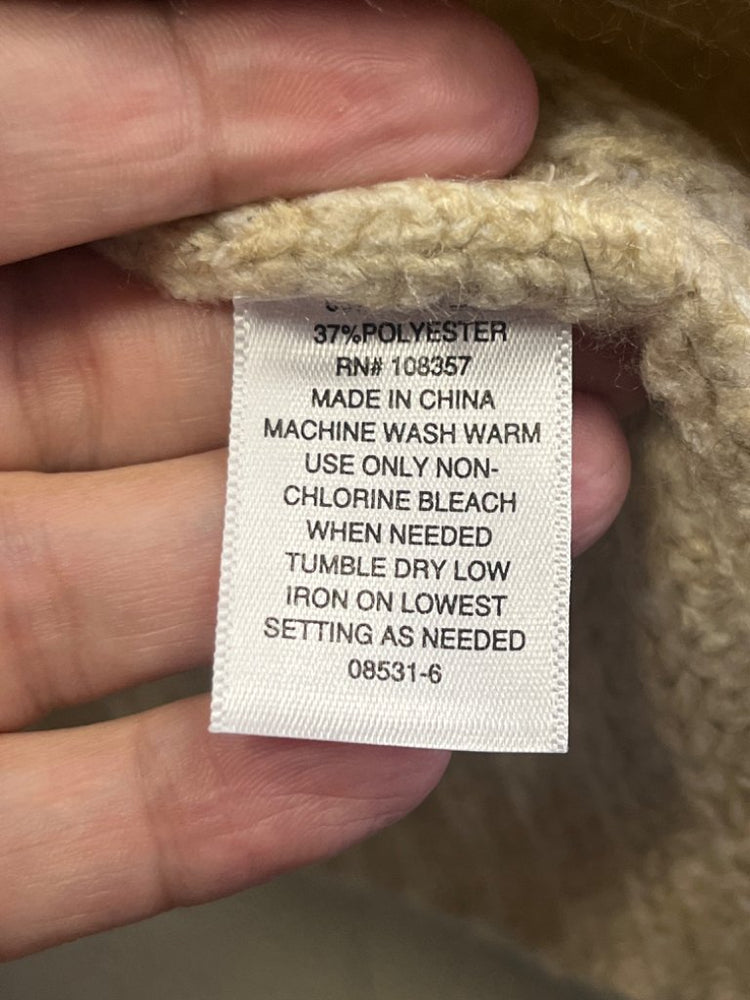 37%POLYESTER
RN# 108357
MADE IN CHINA
MACHINE WASH WARM
USE ONLY NON-
CHLORINE BLEACH
WHEN NEEDED
TUMBLE DRY LOW
IRON ON LOWEST
SETTING AS NEEDED
08531-6